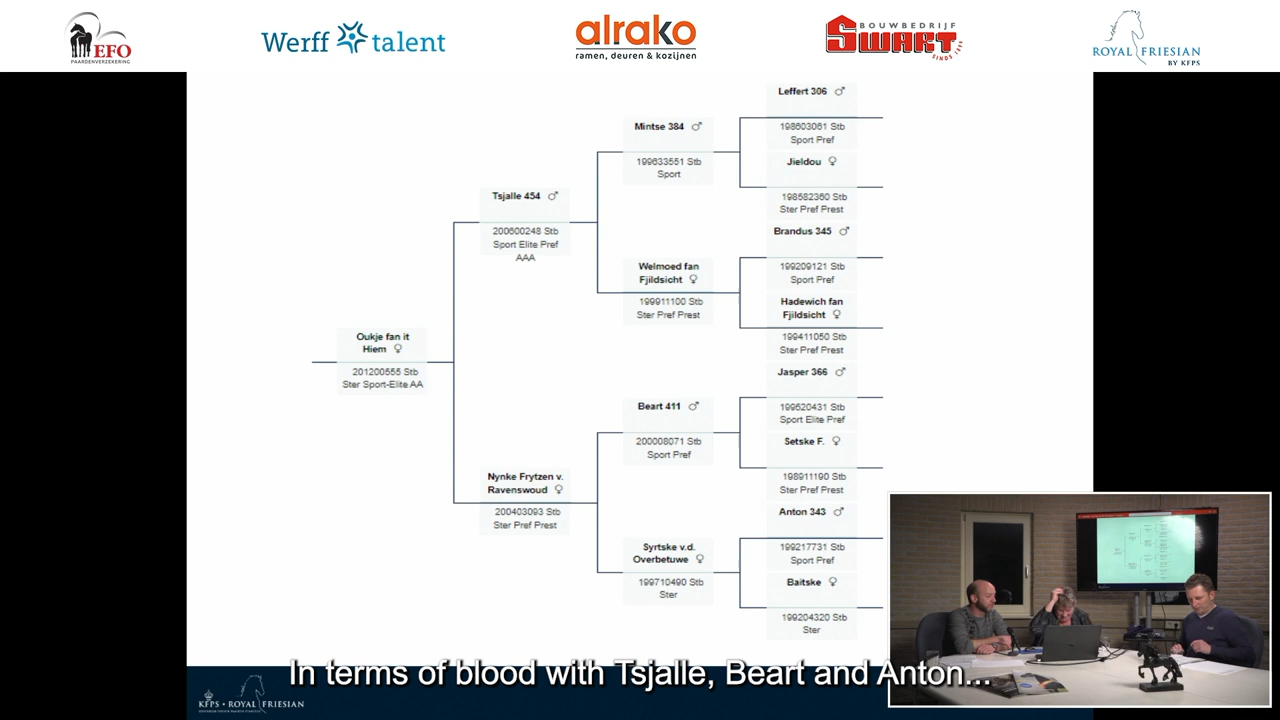 EFO
PAARDENVERZEKERING
Werff talent
alrako
ramen, deuren & kozijnen
BOUWBEDRIJF
SWART
SINDS 1898
ROYAL FRIESIAN
BY KFPS
Leffert 306 ♂
198603061 Stb
Sport Pref
Mintse 384 ♂
199633551 Stb
Sport
Jieldou ♀
198582360 Stb
Ster Pref Prest
Tsjalle 454 ♂
200600248 Stb
Sport Elite Pref
AAA
Brandus 345 ♂
199209121 Stb
Sport Pref
Welmoed fan
Fjildsicht ♀
199911100 Stb
Ster Pref Prest
Hadewich fan
Fjildsicht ♀
199411050 Stb
Ster Pref Prest
Oukje fan it
Hiem ♀
201200555 Stb
Ster Sport-Elite AA
Jasper 366 ♂
199520431 Stb
Sport Elite Pref
Beart 411 ♂
200008071 Stb
Sport Pref
Setske F. ♀
198911190 Stb
Ster Pref Prest
Nynke Frytzen v.
Ravenswoud ♀
200403093 Stb
Ster Pref Prest
Anton 343 ♂
199217731 Stb
Sport Pref
Syrtske v.d.
Overbetuwe ♀
199710490 Stb
Ster
Baitske ♀
199204320 Stb
Ster
In terms of blood with Tsjalle, Beart and Anton...
KFPS • ROYAL FRIESIAN